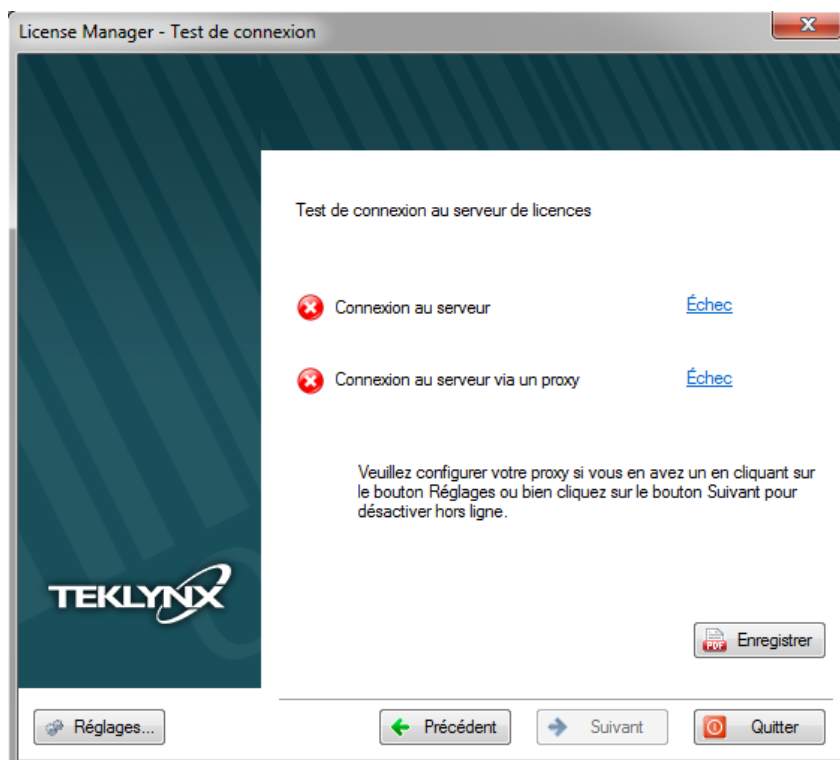 License Manager - Test de connexion
Test de connexion au serveur de licences
Connexion au serveur Échec
Connexion au serveur via un proxy Échec
Veuillez configurer votre proxy si vous en avez un en cliquant sur
le bouton Réglages ou bien cliquez sur le bouton Suivant pour
désactiver hors ligne.
TEKLYNX
PDF Enregistrer
Réglages... Précédent Suivant Quitter